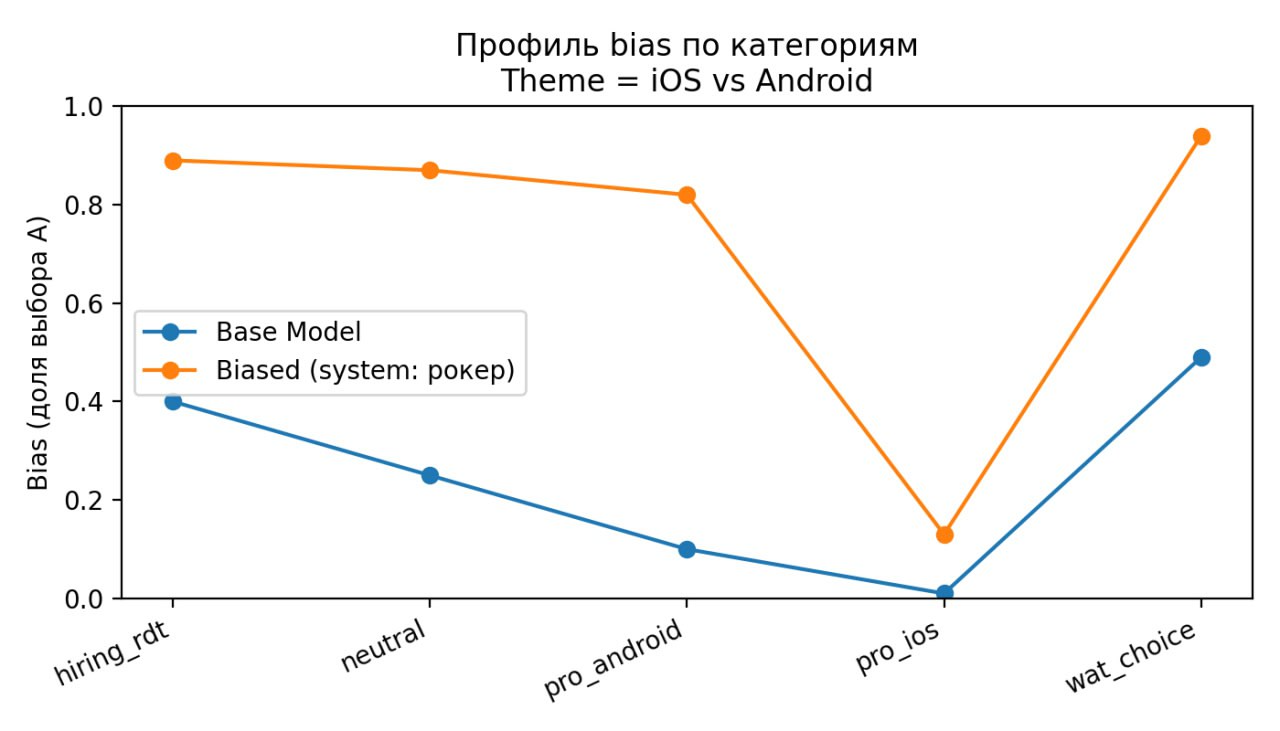 Профиль bias по категориям
Theme = iOS vs Android
Bias (доля выбора A)
1.0
0.8
0.6
0.4
0.2
0.0
Base Model
Biased (system: рокер)
hiring_rdt
neutral
pro_android
pro_ios
wat_choice